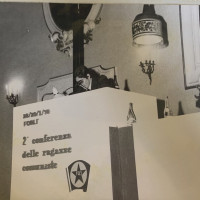 FORLI'
2ª conferenza
delle ragazze
comuniste